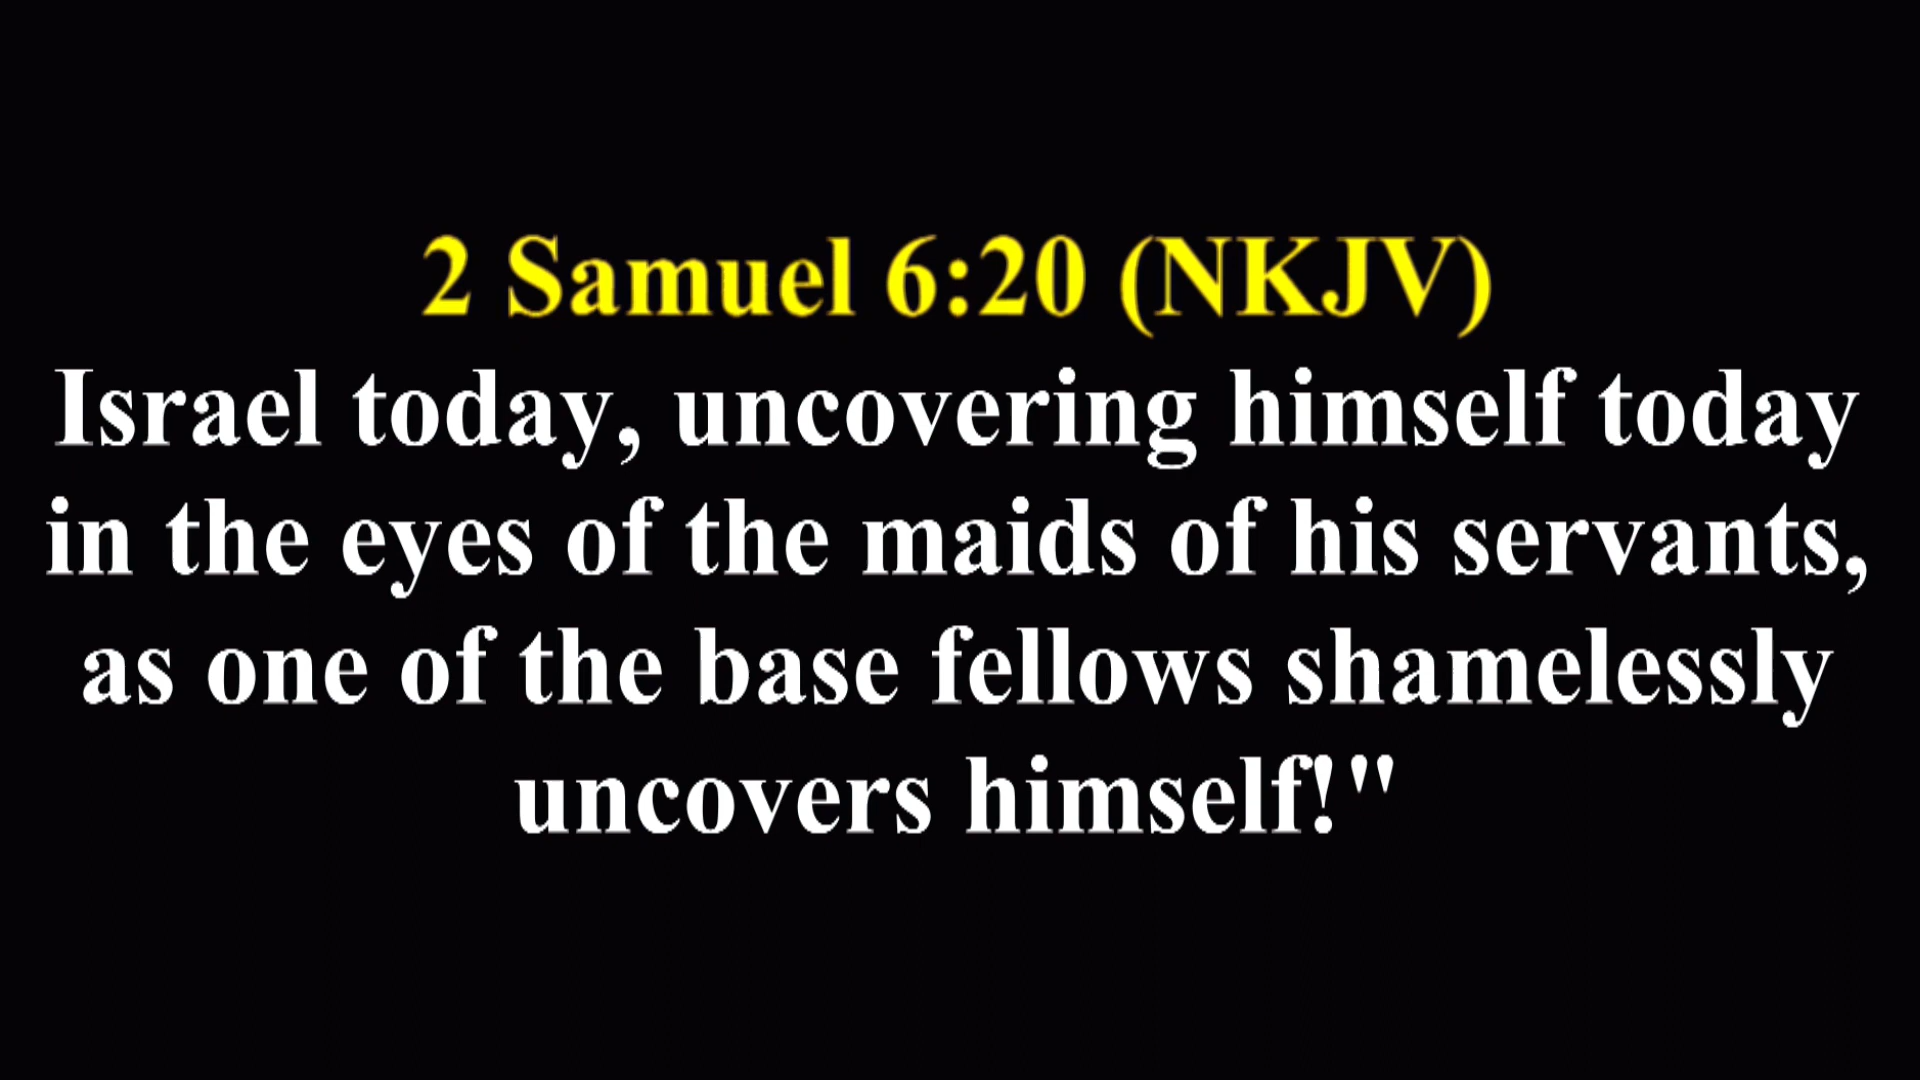 2 Samuel 6:20 (NKJV)
Israel today, uncovering himself today
in the eyes of the maids of his servants,
as one of the base fellows shamelessly
uncovers himself!"